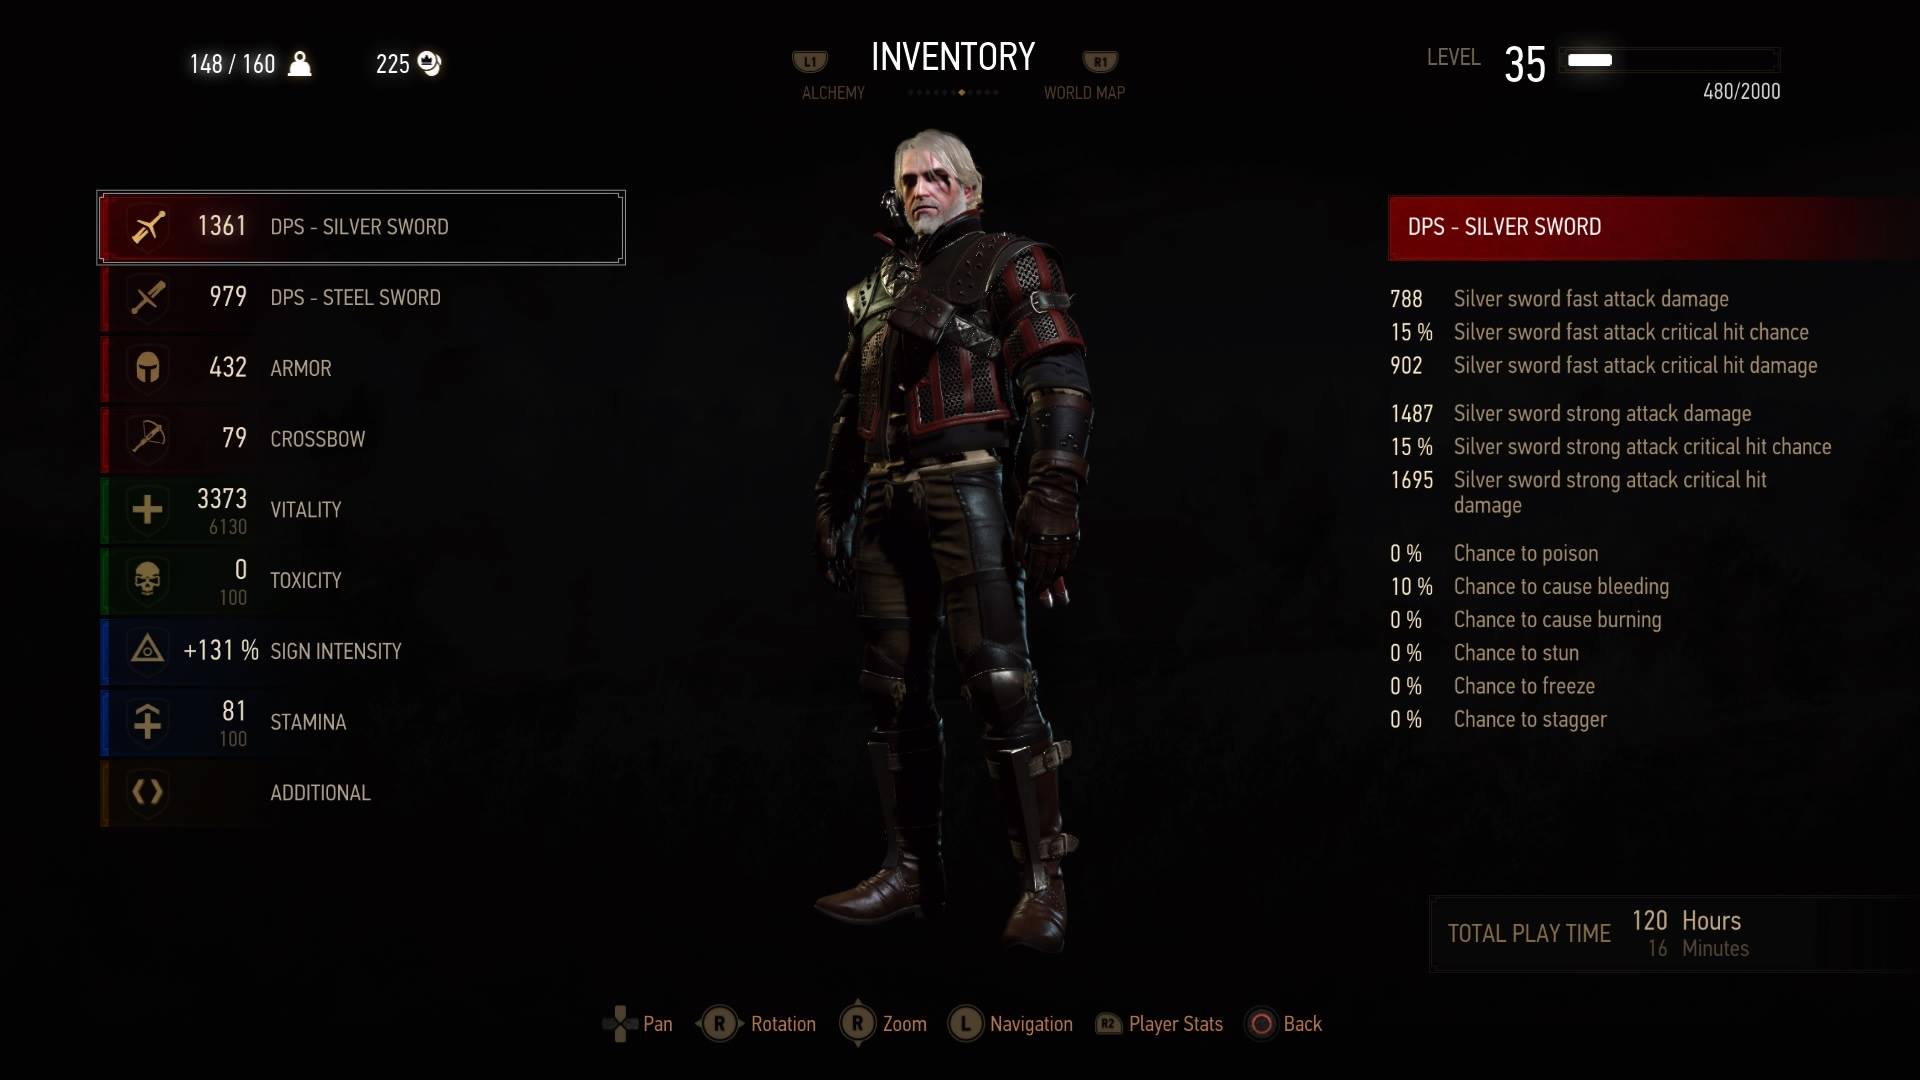 148 / 160
225
L1
INVENTORY
R1
ALCHEMY
WORLD MAP
LEVEL 35
480/2000
1361 DPS - SILVER SWORD
979 DPS - STEEL SWORD
432 ARMOR
79 CROSSBOW
3373 VITALITY
6130
0 TOXICITY
100
+131 % SIGN INTENSITY
81 STAMINA
100
ADDITIONAL
DPS - SILVER SWORD
788 Silver sword fast attack damage
15 % Silver sword fast attack critical hit chance
902 Silver sword fast attack critical hit damage
1487 Silver sword strong attack damage
15 % Silver sword strong attack critical hit chance
1695 Silver sword strong attack critical hit
damage
0 % Chance to poison
10 % Chance to cause bleeding
0 % Chance to cause burning
0 % Chance to stun
0 % Chance to freeze
0 % Chance to stagger
TOTAL PLAY TIME 120 Hours
16 Minutes
Pan R Rotation R Zoom L Navigation R2 Player Stats Back